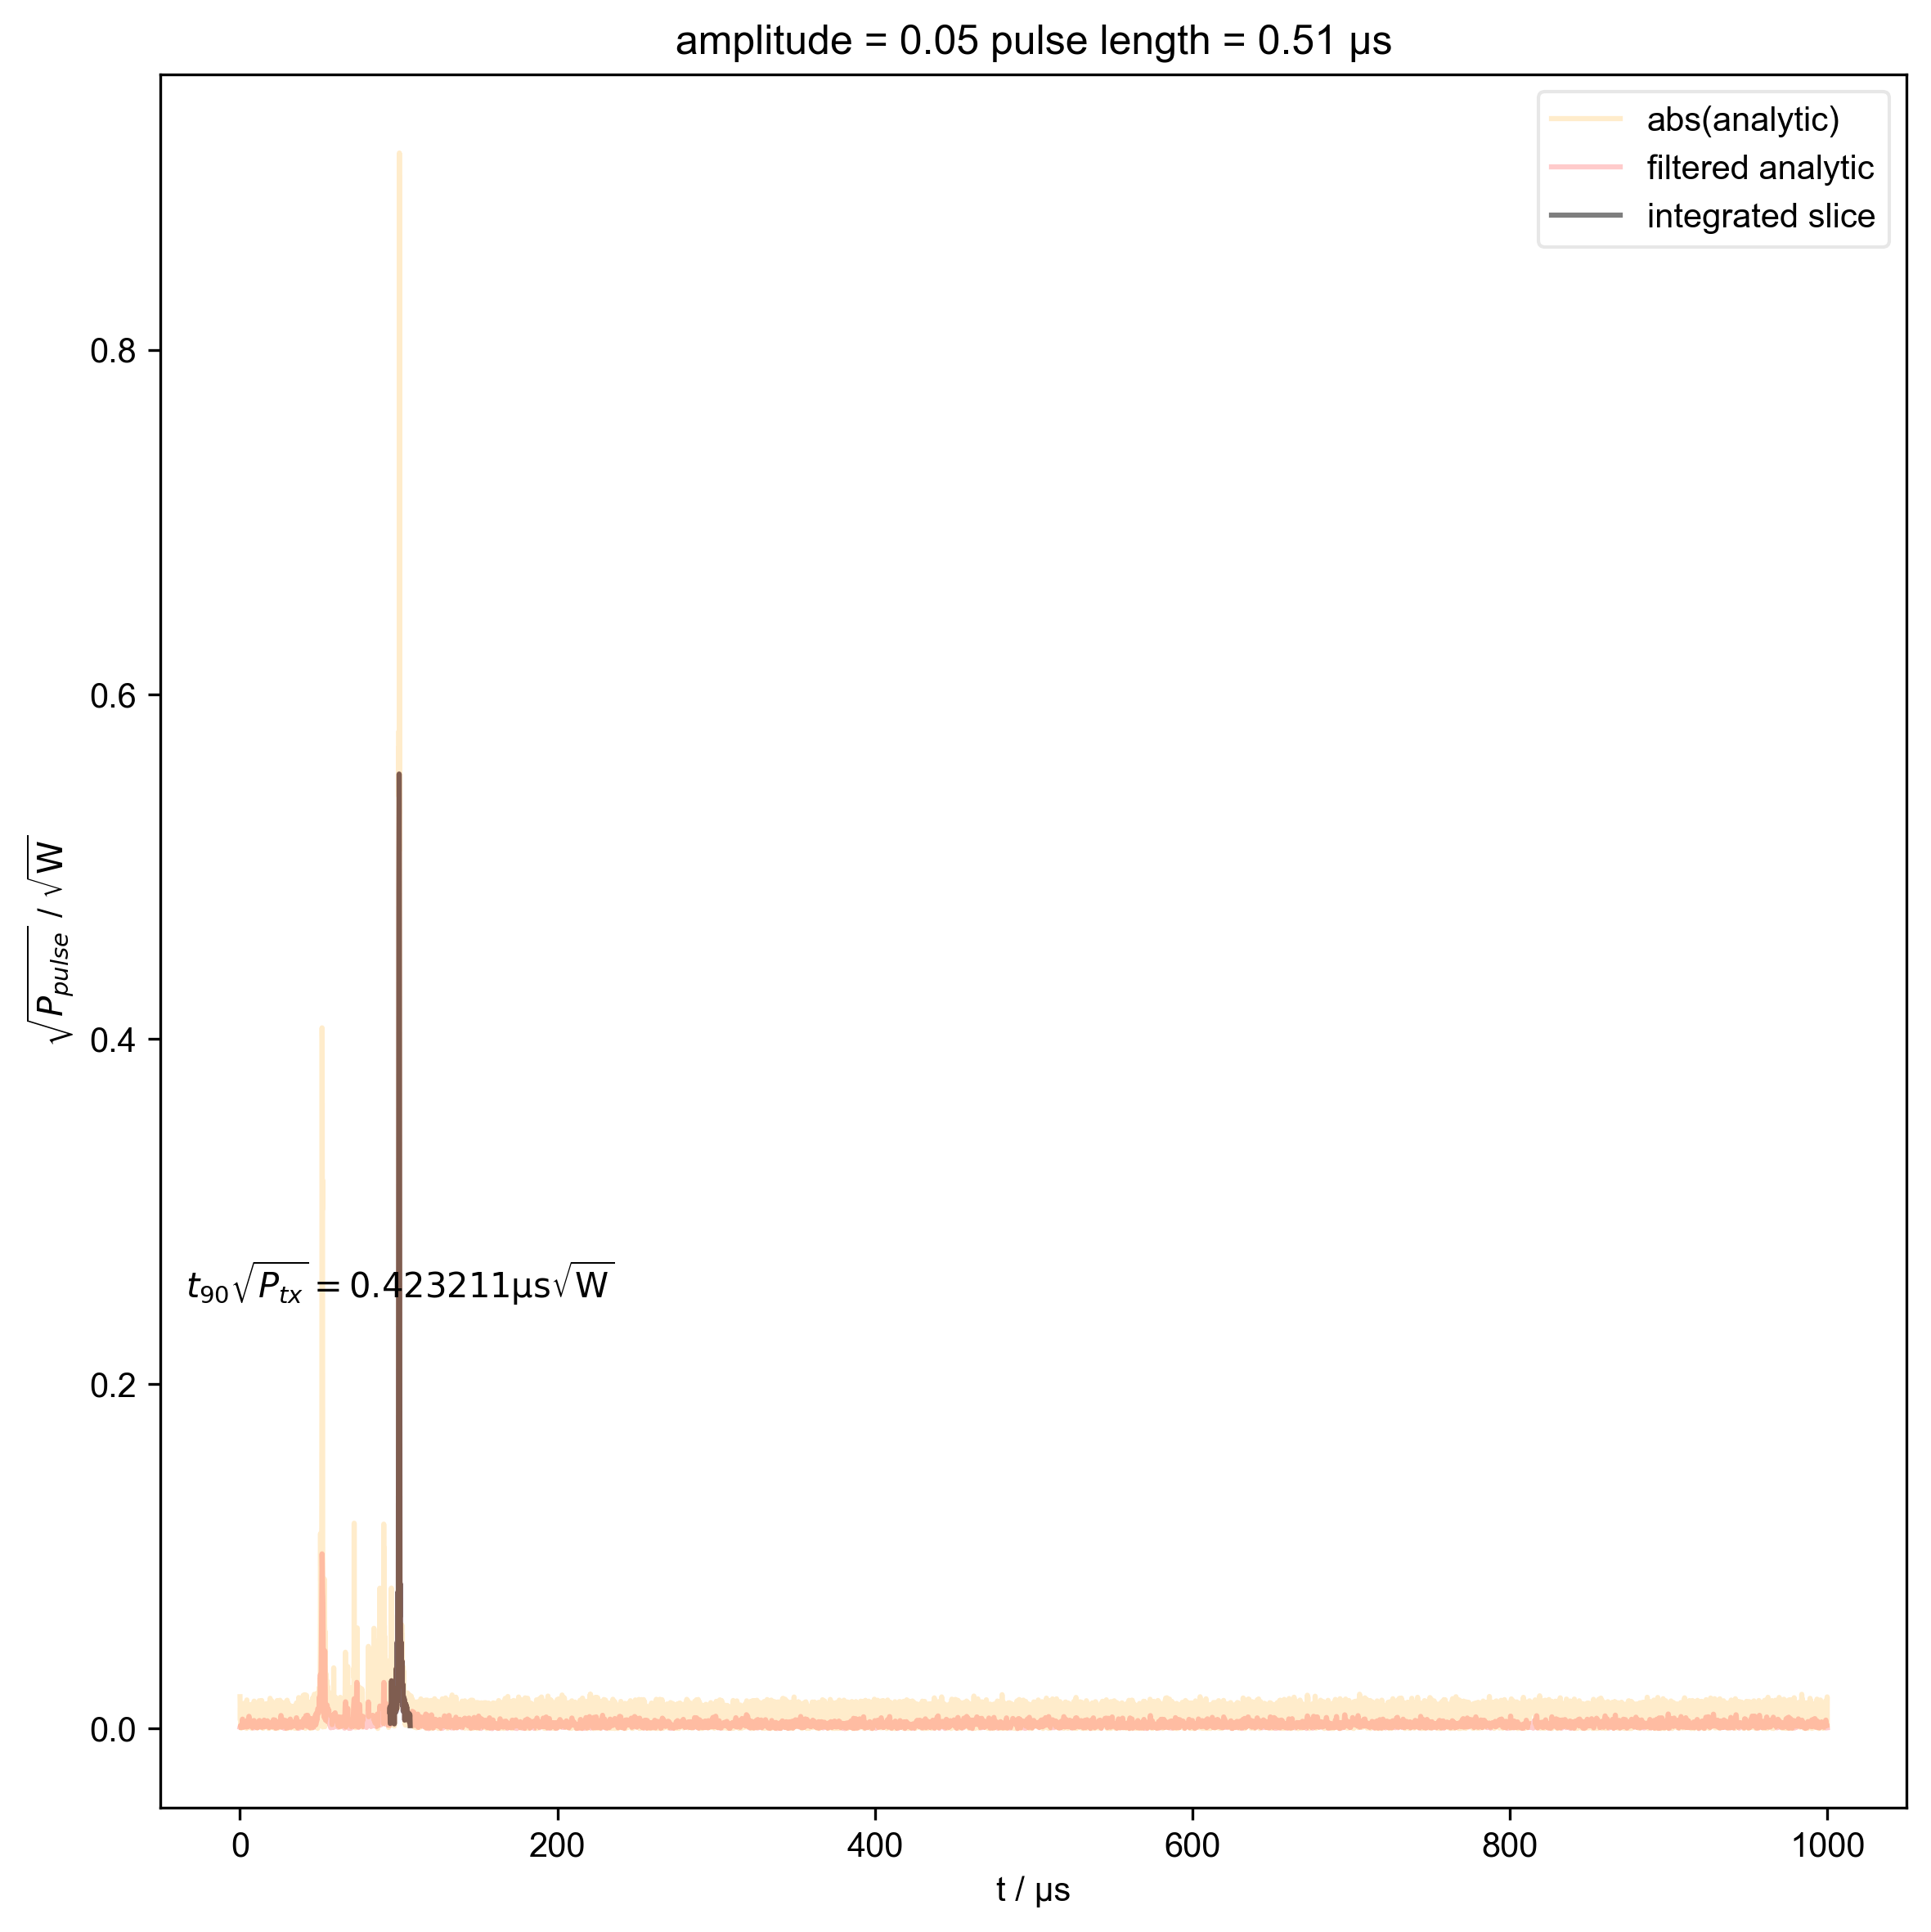 amplitude = 0.05 pulse length = 0.51 µs
abs(analytic)
filtered analytic
integrated slice
0.8
0.6
0.4
0.2
0.0
√P_pulse / √W
t₉₀√P_tx = 0.423211µs√W
0 200 400 600 800 1000
t / µs